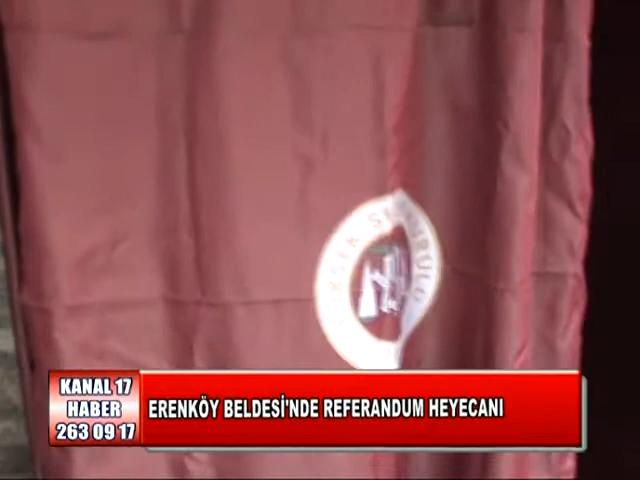 KANAL 17
HABER
263 09 17
ERENKÖY BELDESİ'NDE REFERANDUM HEYECANI